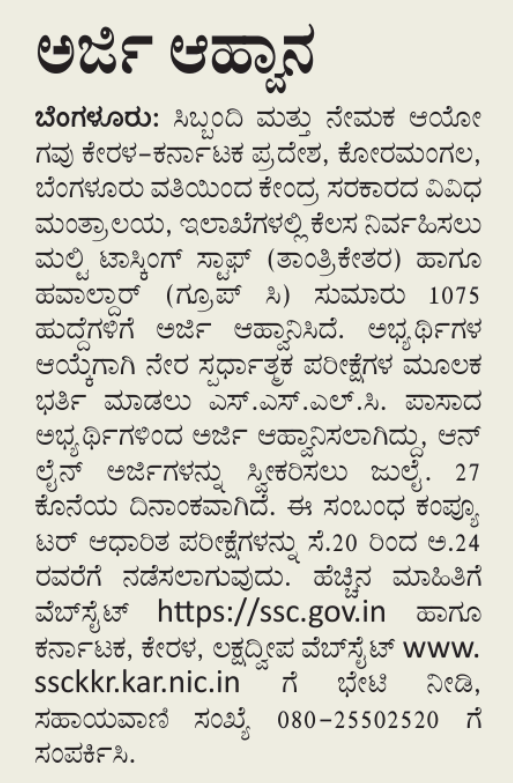 ಅರ್ಜಿ ಆಹ್ವಾನ
ಬೆಂಗಳೂರು: ಸಿಬ್ಬಂದಿ ಮತ್ತು ನೇಮಕ ಆಯೋ
ಗವು ಕೇರಳ-ಕರ್ನಾಟಕ ಪ್ರದೇಶ, ಕೋರಮಂಗಲ,
ಬೆಂಗಳೂರು ವತಿಯಿಂದ ಕೇಂದ್ರ ಸರಕಾರದ ವಿವಿಧ
ಮಂತ್ರಾಲಯ, ಇಲಾಖೆಗಳಲ್ಲಿ ಕೆಲಸ ನಿರ್ವಹಿಸಲು
ಮಲ್ಟಿ ಟಾಸ್ಕಿಂಗ್ ಸ್ಟಾಫ್ (ತಾಂತ್ರಿಕೇತರ) ಹಾಗೂ
ಹವಾಲ್ದಾರ್ (ಗ್ರೂಪ್ ಸಿ) ಸುಮಾರು 1075
ಹುದ್ದೆಗಳಿಗೆ ಅರ್ಜಿ ಆಹ್ವಾನಿಸಿದೆ. ಅಭ್ಯರ್ಥಿಗಳ
ಆಯ್ಕೆಗಾಗಿ ನೇರ ಸ್ಪರ್ಧಾತ್ಮಕ ಪರೀಕ್ಷೆಗಳ ಮೂಲಕ
ಭರ್ತಿ ಮಾಡಲು ಎಸ್.ಎಸ್.ಎಲ್.ಸಿ. ಪಾಸಾದ
ಅಭ್ಯರ್ಥಿಗಳಿಂದ ಅರ್ಜಿ ಆಹ್ವಾನಿಸಲಾಗಿದ್ದು, ಆನ್
ಲೈನ್ ಅರ್ಜಿಗಳನ್ನು ಸ್ವೀಕರಿಸಲು ಜುಲೈ. 27
ಕೊನೆಯ ದಿನಾಂಕವಾಗಿದೆ. ಈ ಸಂಬಂಧ ಕಂಪ್ಯೂ
ಟರ್ ಆಧಾರಿತ ಪರೀಕ್ಷೆಗಳನ್ನು ಸೆ.20 ರಿಂದ ಅ.24
ರವರೆಗೆ ನಡೆಸಲಾಗುವುದು. ಹೆಚ್ಚಿನ ಮಾಹಿತಿಗೆ
ವೆಬ್‌ಸೈಟ್ https://ssc.gov.in ಹಾಗೂ
ಕರ್ನಾಟಕ, ಕೇರಳ, ಲಕ್ಷದ್ವೀಪ ವೆಬ್‌ಸೈಟ್ www.
ssckkr.kar.nic.in ಗೆ ಭೇಟಿ ನೀಡಿ,
ಸಹಾಯವಾಣಿ ಸಂಖ್ಯೆ 080-25502520 ಗೆ
ಸಂಪರ್ಕಿಸಿ.